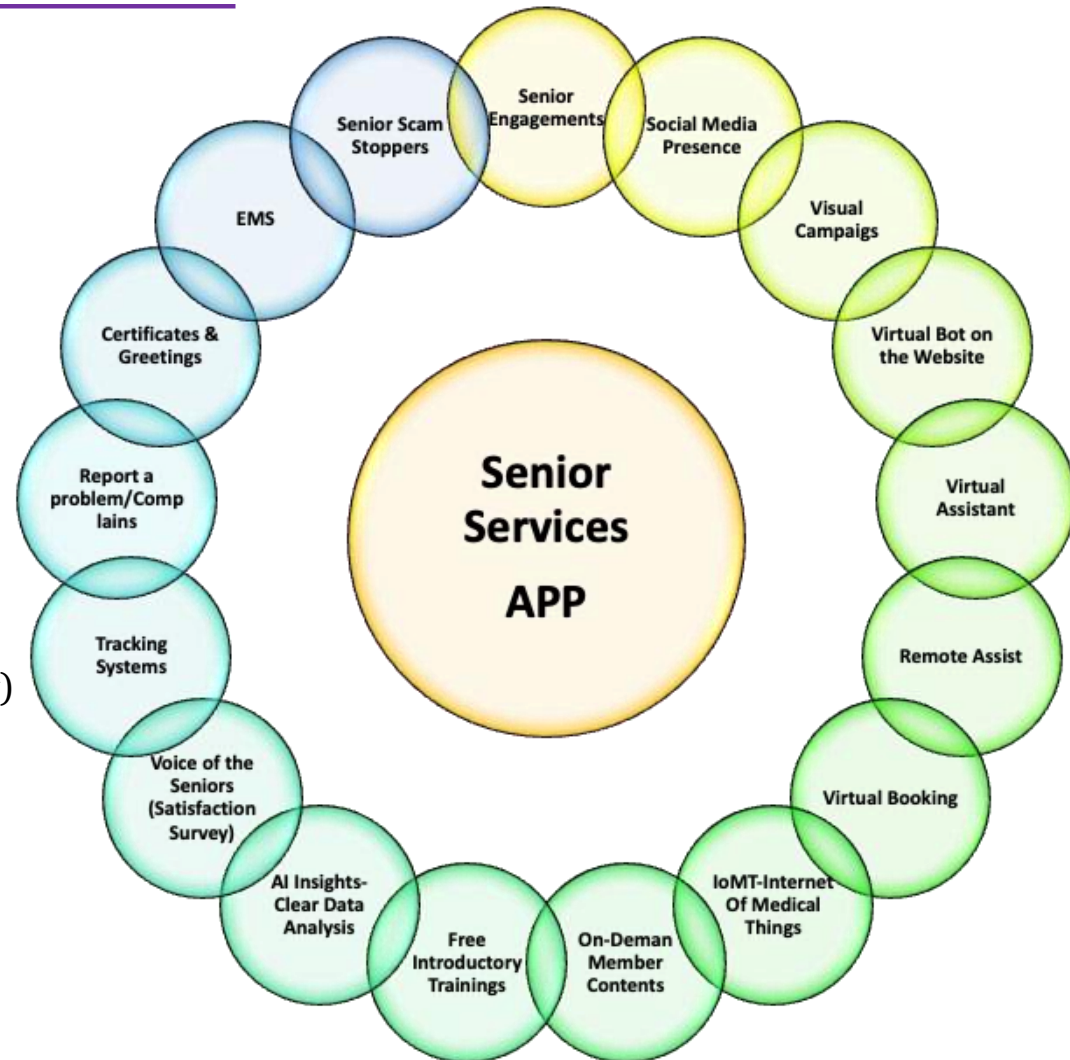 Senior
Engagements
Social Media
Presence
Visual
Campaigs
Virtual Bot on
the Website
Virtual
Assistant
Remote Assist
Virtual Booking
IoMT-Internet
Of Medical
Things
On-Deman
Member
Contents
Free
Introductory
Trainings
AI Insights-
Clear Data
Analysis
Voice of the
Seniors
(Satisfaction
Survey)
Tracking
Systems
Report a
problem/Comp
lains
Certificates &
Greetings
EMS
Senior Scam
Stoppers
Senior
Services
APP
)